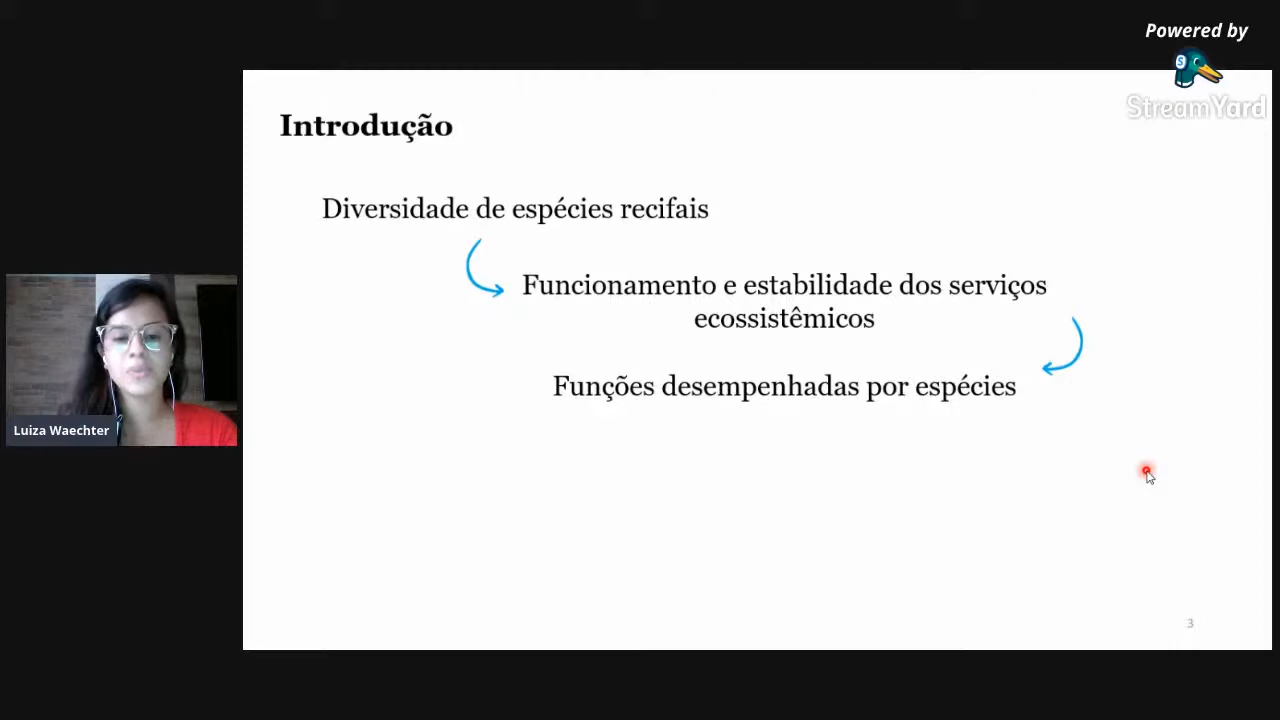 Powered by
StreamYard
Introdução
Diversidade de espécies recifais
Funcionamento e estabilidade dos serviços
ecossistêmicos
Funções desempenhadas por espécies
Luiza Waechter
3